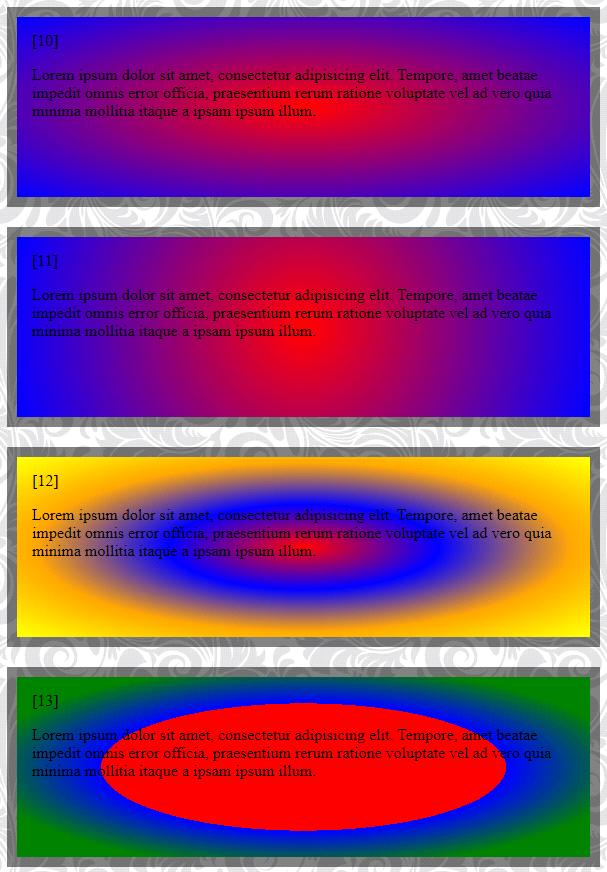 [10]
Lorem ipsum dolor sit amet, consectetur adipisicing elit. Tempore, amet beatae
impedit omnis error officia, praesentium rerum ratione voluptate vel ad vero quia
minima mollitia itaque a ipsam ipsum illum.
[11]
Lorem ipsum dolor sit amet, consectetur adipisicing elit. Tempore, amet beatae
impedit omnis error officia, praesentium rerum ratione voluptate vel ad vero quia
minima mollitia itaque a ipsam ipsum illum.
[12]
Lorem ipsum dolor sit amet, consectetur adipisicing elit. Tempore, amet beatae
impedit omnis error officia, praesentium rerum ratione voluptate vel ad vero quia
minima mollitia itaque a ipsam ipsum illum.
[13]
Lorem ipsum dolor sit amet, consectetur adipisicing elit. Tempore, amet beatae
impedit omnis error officia, praesentium rerum ratione voluptate vel ad vero quia
minima mollitia itaque a ipsam ipsum illum.